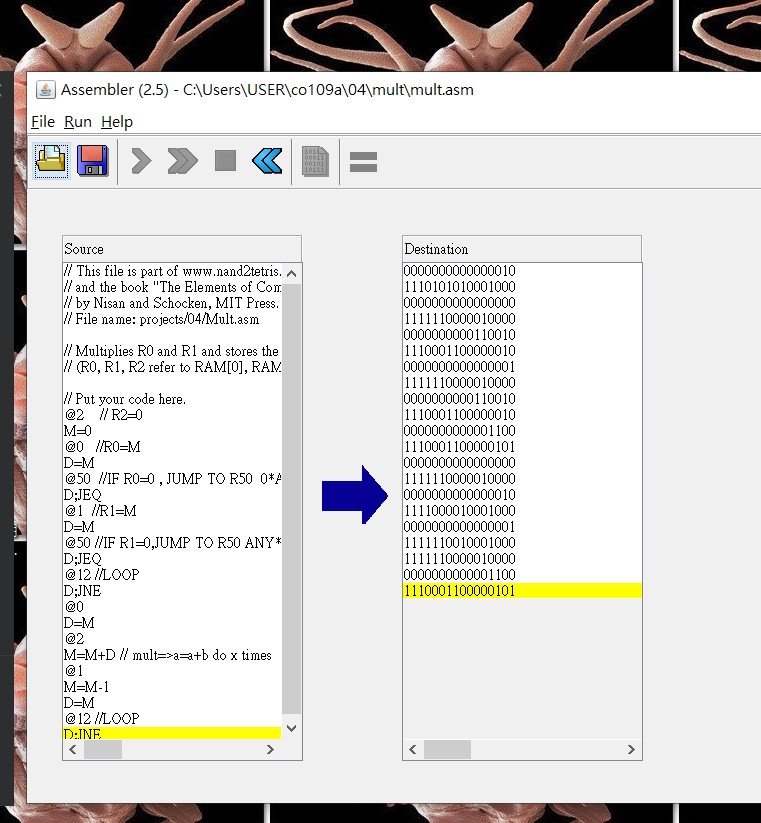 Assembler (2.5) - C:\Users\USER\co109a\04\mult\mult.asm
File Run Help
Source
// This file is part of www.nand2tetris.
// and the book "The Elements of Com
// by Nisan and Schocken, MIT Press.
// File name: projects/04/Mult.asm
// Multiplies R0 and R1 and stores the
// (R0, R1, R2 refer to RAM[0], RAM
// Put your code here.
@2 // R2=0
M=0
@0 //R0=M
D=M
@50 //IF R0=0 , JUMP TO R50 0*A
D;JEQ
@1 //R1=M
D=M
@50 //IF R1=0,JUMP TO R50 ANY*
D;JEQ
@12 //LOOP
D;JNE
@0
D=M
@2
M=M+D // mult=>a=a+b do x times
@1
M=M-1
D=M
@12 //LOOP
D;JNE
Destination
0000000000000010
1110101010001000
0000000000000000
1111110000010000
0000000000110010
1110001100000010
0000000000000001
1111110000010000
0000000000110010
1110001100000010
0000000000001100
1110001100000101
0000000000000000
1111110000010000
0000000000000010
1111000010001000
0000000000000001
1111110010001000
1111110000010000
0000000000001100
1110001100000101